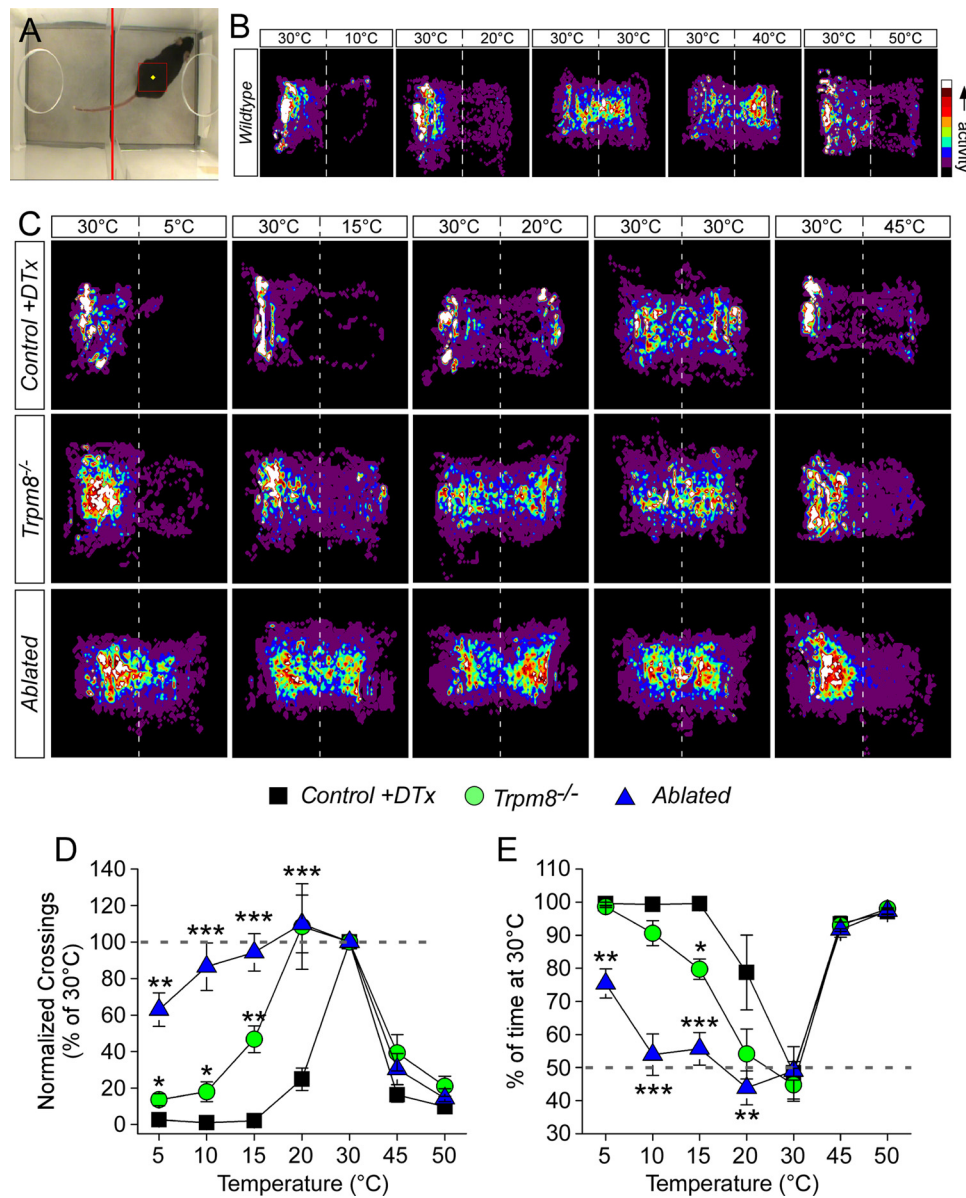 A
B
30°C 10°C
30°C 20°C
30°C 30°C
30°C 40°C
30°C 50°C
Wildtype
activity
C
30°C 5°C
30°C 15°C
30°C 20°C
30°C 30°C
30°C 45°C
Control +DTx
Trpm8-/-
Ablated
Control +DTx Trpm8-/- Ablated
D
Normalized Crossings
(% of 30°C)
140
120
100
80
60
40
20
0
**
***
***
***
*
*
**
5 10 15 20 30 45 50
Temperature (°C)
E
% of time at 30°C
110
100
90
80
70
60
50
40
30
**
***
*
***
**
5 10 15 20 30 45 50
Temperature (°C)